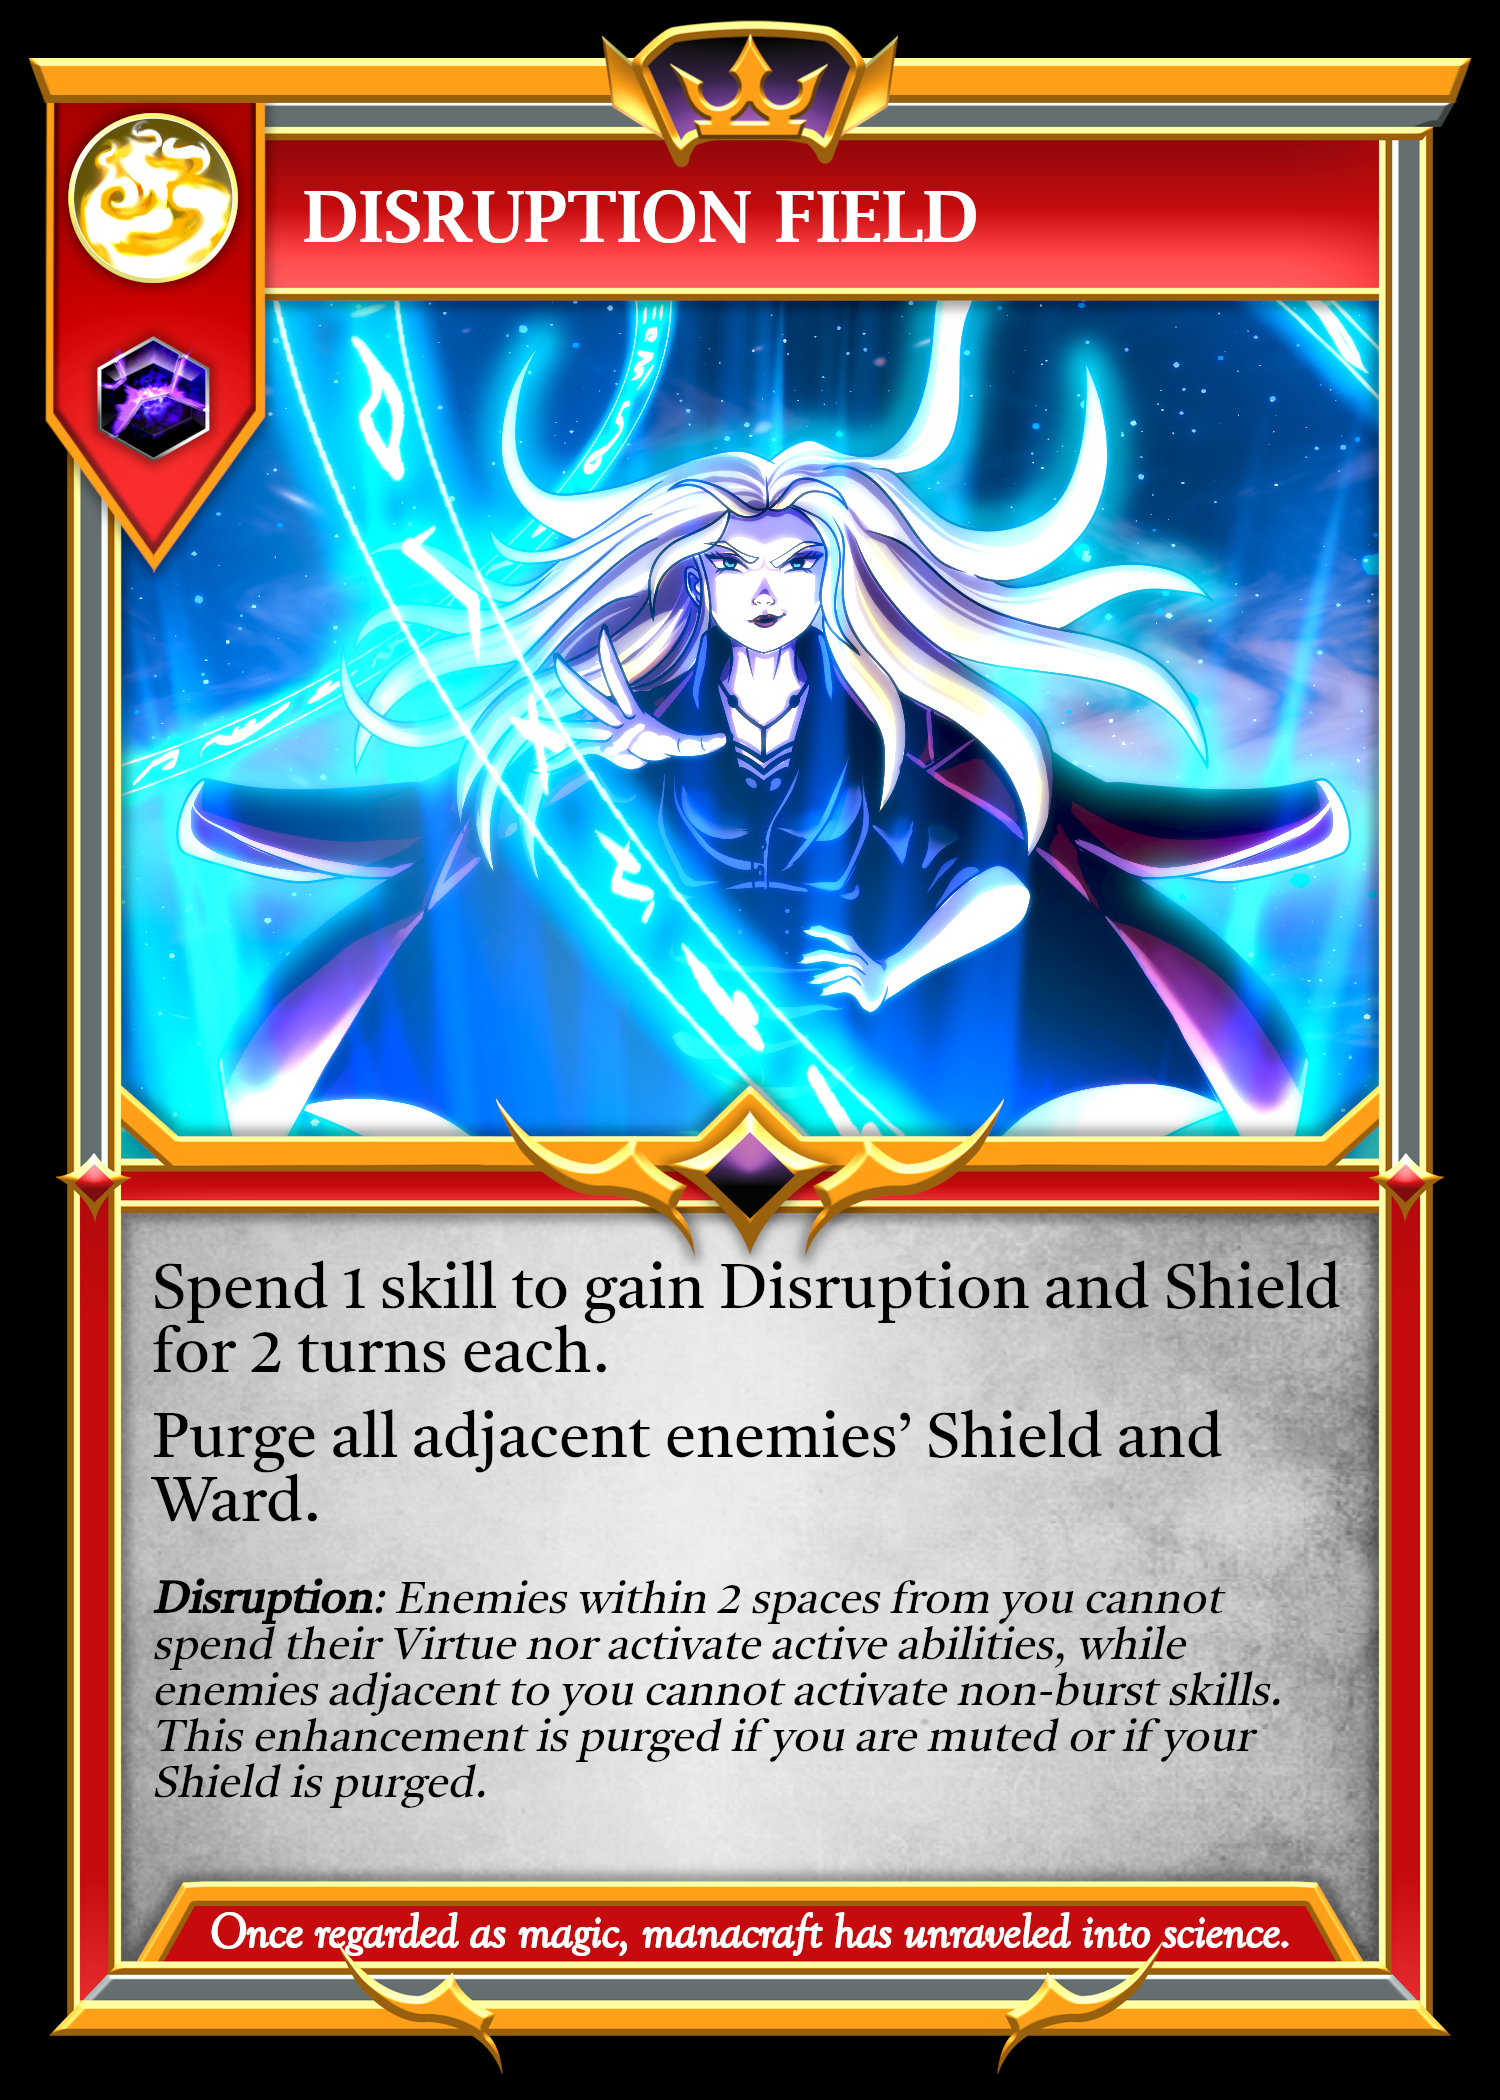 DISRUPTION FIELD
Spend 1 skill to gain Disruption and Shield
for 2 turns each.
Purge all adjacent enemies’ Shield and
Ward.
Disruption: Enemies within 2 spaces from you cannot
spend their Virtue nor activate active abilities, while
enemies adjacent to you cannot activate non-burst skills.
This enhancement is purged if you are muted or if your
Shield is purged.
Once regarded as magic, manacraft has unraveled into science.